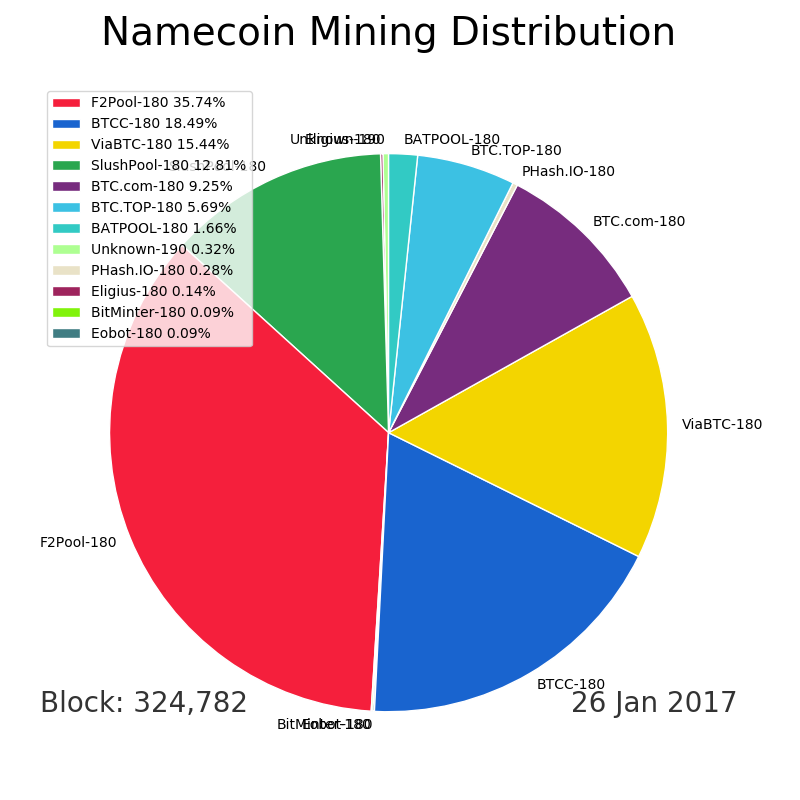 Namecoin Mining Distribution
F2Pool-180 35.74%
BTCC-180 18.49%
ViaBTC-180 15.44%
SlushPool-180 12.81%
BTC.com-180 9.25%
BTC.TOP-180 5.69%
BATPOOL-180 1.66%
Unknown-190 0.32%
PHash.IO-180 0.28%
Eligius-180 0.14%
BitMinter-180 0.09%
Eobot-180 0.09%
BATPOOL-180
BTC.TOP-180
PHash.IO-180
BTC.com-180
ViaBTC-180
F2Pool-180
BTCC-180
Block: 324,782
26 Jan 2017